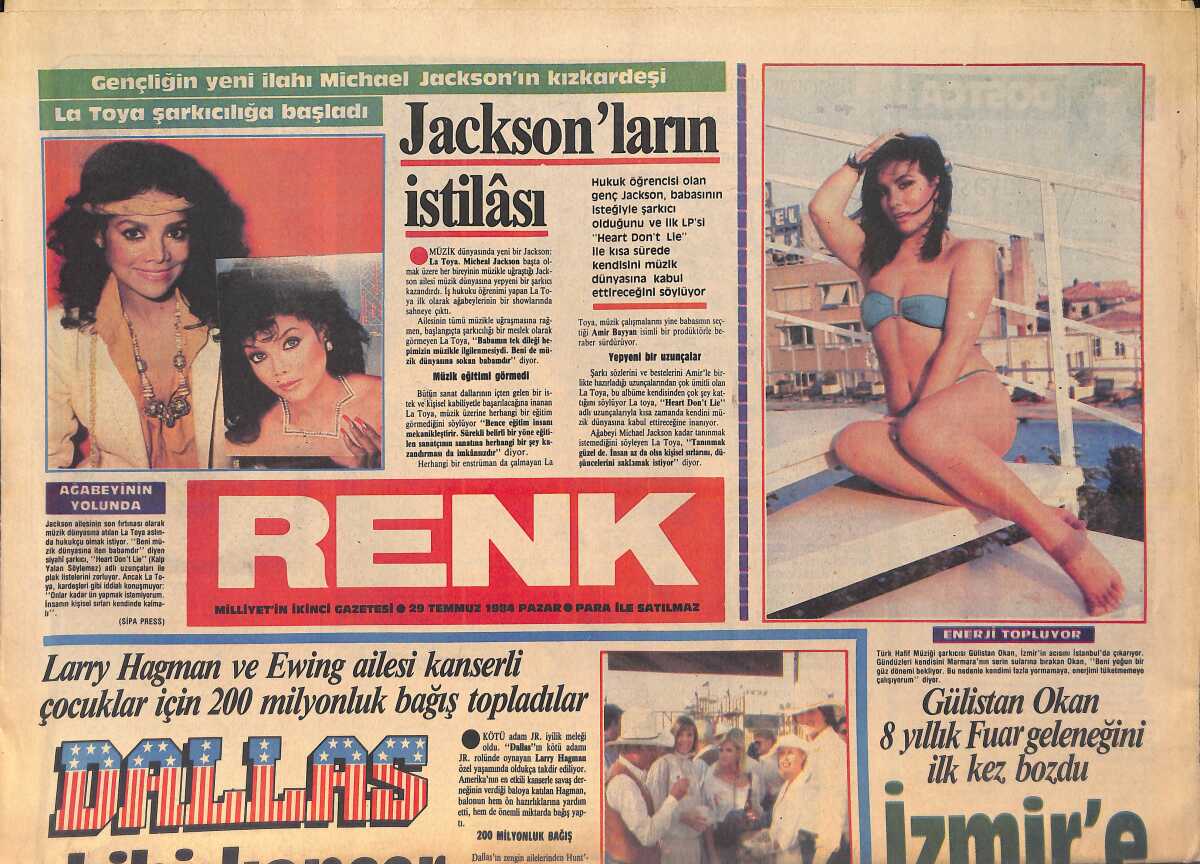 Gençliğin yeni ilahı Michael Jackson'ın kızkardeşi
La Toya şarkıcılığa başladı
Jackson'ların
istilâsı
Hukuk öğrencisi olan
genç Jackson, babasının
isteğiyle şarkıcı
olduğunu ve ilk LP'si
"Heart Don't Lie"
ile kısa sürede
kendisini müzik
dünyasına kabul
ettireceğini söylüyor
MÜZİK dünyasında yeni bir Jackson:
La Toya. Micheal Jackson başta ol-
mak üzere her bireyinin müzikle uğraştığı Jack-
son ailesi müzik dünyasına yepyeni bir şarkıcı
kazandırdı. İş hukuku öğrenimi yapan La To-
ya ilk olarak ağabeylerinin bir showlarında
sahneye çıktı.
Ailesinin tümü müzikle uğraşmasına rağ-
men, başlangıçta şarkıcılığı bir meslek olarak
görmeyen La Toya, "Babamın tek dileği he-
pimizin müzikle ilgilenmesiydi. Beni de mü-
zik dünyasına sokan babamdır" diyor.
Müzik eğitimi görmedi
Bütün sanat dallarının içten gelen bir is-
tek ve kişisel kabiliyetle başarılacağına inanan
La Toya, müzik üzerine herhangi bir eğitim
görmediğini söylüyor "Bence eğitim insanı
mekanikleştirir. Sürekli belirli bir yöne eğiti-
len sanatçının sanatına herhangi bir şey ka-
zandırması da imkânsızdır" diyor.
Herhangi bir enstrüman da çalmayan La
Toya, müzik çalışmalarını yine babasının seç-
tiği Amir Bayyan isimli bir prodüktörle be-
raber sürdürüyor.
Yepyeni bir uzunçalar
Şarkı sözlerini ve bestelerini Amir'le bir-
likte hazırladığı uzunçalarından çok ümitli olan
La Toya, bu albüme kendisinden çok şey kat-
tığını söylüyor. La toya, "Heart Don't Lie"
adlı uzunçalarıyla kısa zamanda kendini mü-
zik dünyasına kabul ettireceğine inanıyor.
Ağabeyi Michael Jackson kadar tanınmak
istemediğini söyleyen La Toya, "Tanınmak
güzel de. İnsan az da olsa kişisel sırlarını, dü-
şüncelerini saklamak istiyor" diyor.
AĞABEYİNİN
YOLUNDA
Jackson ailesinin son fırtınası olarak
müzik dünyasına atılan La Toya aslın-
da hukukçu olmak istiyor. "Beni mü-
zik dünyasına iten babamdır" diyen
siyahî şarkıcı, "Heart Don't Lie" (Kalp
Yalan Söylemez) adlı uzunçaları ile
plak listelerini zorluyor. Ancak La To-
ya, kardeşleri gibi iddialı konuşmuyor:
"Onlar kadar ün yapmak istemiyorum.
İnsanın kişisel sırları kendinde kalma-
lı".
(SİPA PRESS)
RENK
MİLLİYET'İN İKİNCİ GAZETESİ ● 29 TEMMUZ 1984 PAZAR ● PARA İLE SATILMAZ
ENERJİ TOPLUYOR
Türk Hafif Müziği şarkıcısı Gülistan Okan, İzmir'in acısını İstanbul'da çıkarıyor.
Gündüzleri kendisini Marmara'nın serin sularına bırakan Okan, "Beni yoğun bir
güz dönemi bekliyor. Bu nedenle kendimi fazla yormamaya, enerjimi tüketmemeye
çalışıyorum" diyor.
Gülistan Okan
8 yıllık Fuar geleneğini
ilk kez bozdu
İzmir'e
Larry Hagman ve Ewing ailesi kanserli
çocuklar için 200 milyonluk bağış topladılar
DALLAS
KÖTÜ adam JR. iyilik meleği
oldu. "Dallas"ın kötü adamı
JR. rolünde oynayan Larry Hagman
özel yaşamında oldukça takdir ediliyor.
Amerika'nın en etkili kanserle savaş der-
neğinin verdiği baloya katılan Hagman,
balonun hem ön hazırlıklarına yardım
etti, hem de önemli miktarda bağış yap-
tı.
200 MİLYONLUK BAĞIŞ
Dallas'ın zengin ailelerinden Hunt'-